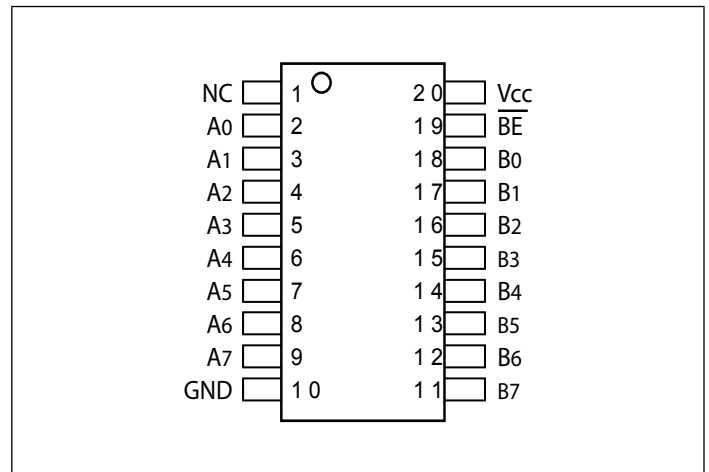 NC 1 20 Vcc
A0 2 19 B̅E̅
A1 3 18 B0
A2 4 17 B1
A3 5 16 B2
A4 6 15 B3
A5 7 14 B4
A6 8 13 B5
A7 9 12 B6
GND 10 11 B7